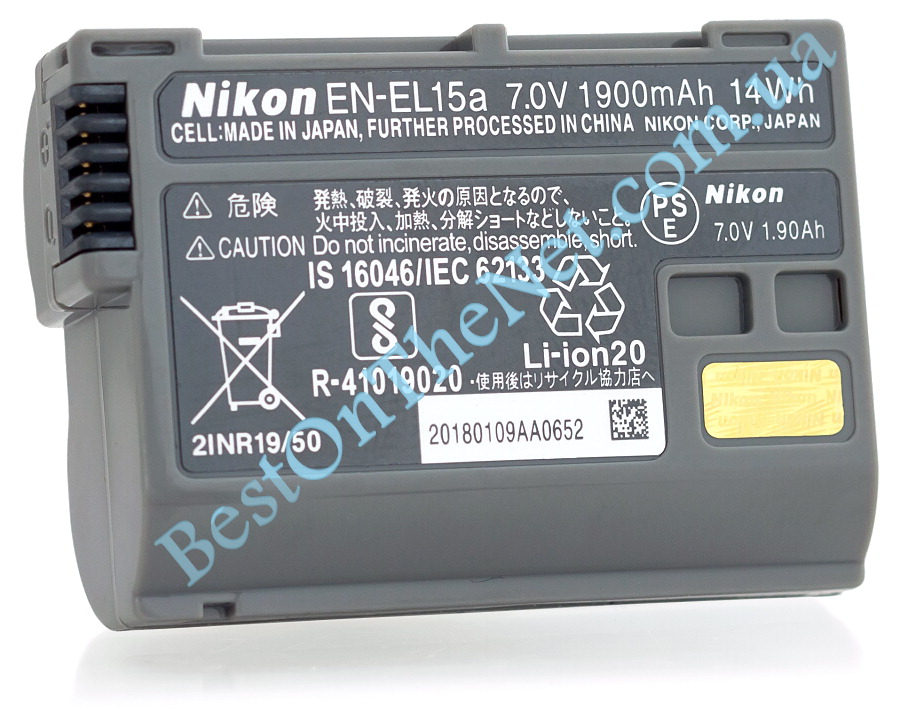 Nikon EN-EL15a 7.0V 1900mAh 14Wh
CELL:MADE IN JAPAN, FURTHER PROCESSED IN CHINA NIKON CORP., JAPAN
危険 発熱、破裂、発火の原因となるので、
火中投入、加熱、分解ショートなどしないこと。
CAUTION Do not incinerate, disassemble, short.
PS
E
Nikon
7.0V 1.90Ah
IS 16046/IEC 62133
R-41019020
Li-ion20
・使用後はリサイクル協力店へ
2INR19/50
20180109AA0652
Nikon
BestOnTheNet.com.ua